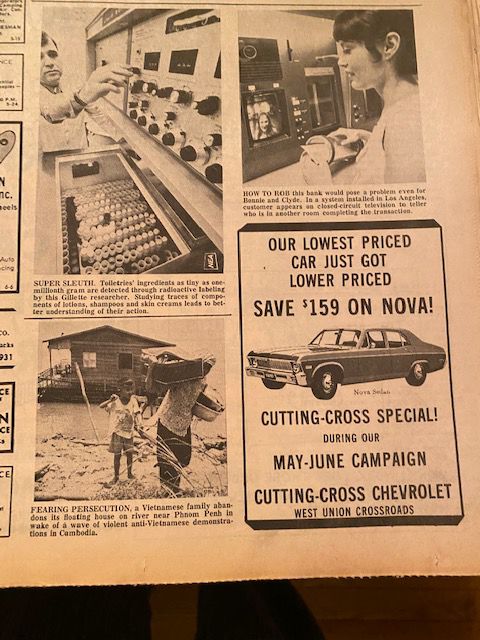 SUPER SLEUTH. Toiletries' ingredients as tiny as one-
millionth gram are detected through radioactive labeling
by this Gillette researcher. Studying traces of compo-
nents of lotions, shampoos and skin creams leads to bet-
ter understanding of their action.
FEARING PERSECUTION, a Vietnamese family aban-
dons its floating house on river near Phnom Penh in
wake of a wave of violent anti-Vietnamese demonstra-
tions in Cambodia.
HOW TO ROB this bank would pose a problem even for
Bonnie and Clyde. In a system installed in Los Angeles,
customer appears on closed-circuit television to teller
who is in another room completing the transaction.
OUR LOWEST PRICED
CAR JUST GOT
LOWER PRICED
SAVE $159 ON NOVA!
Nova Sedan
CUTTING-CROSS SPECIAL!
DURING OUR
MAY-JUNE CAMPAIGN
CUTTING-CROSS CHEVROLET
WEST UNION CROSSROADS